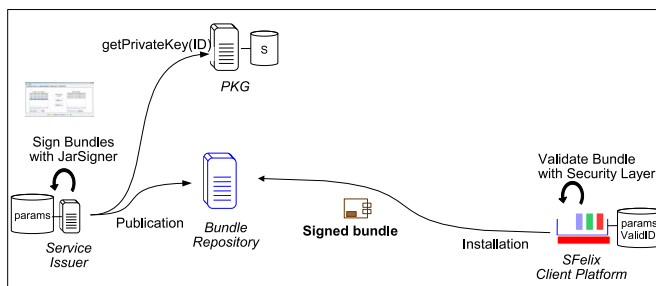 getPrivateKey(ID)
S
PKG
Sign Bundles
with JarSigner
params
Service
Issuer
Publication
Bundle
Repository
Signed bundle
Installation
Validate Bundle
with Security Layer
params
ValidID
SFelix
Client Platform